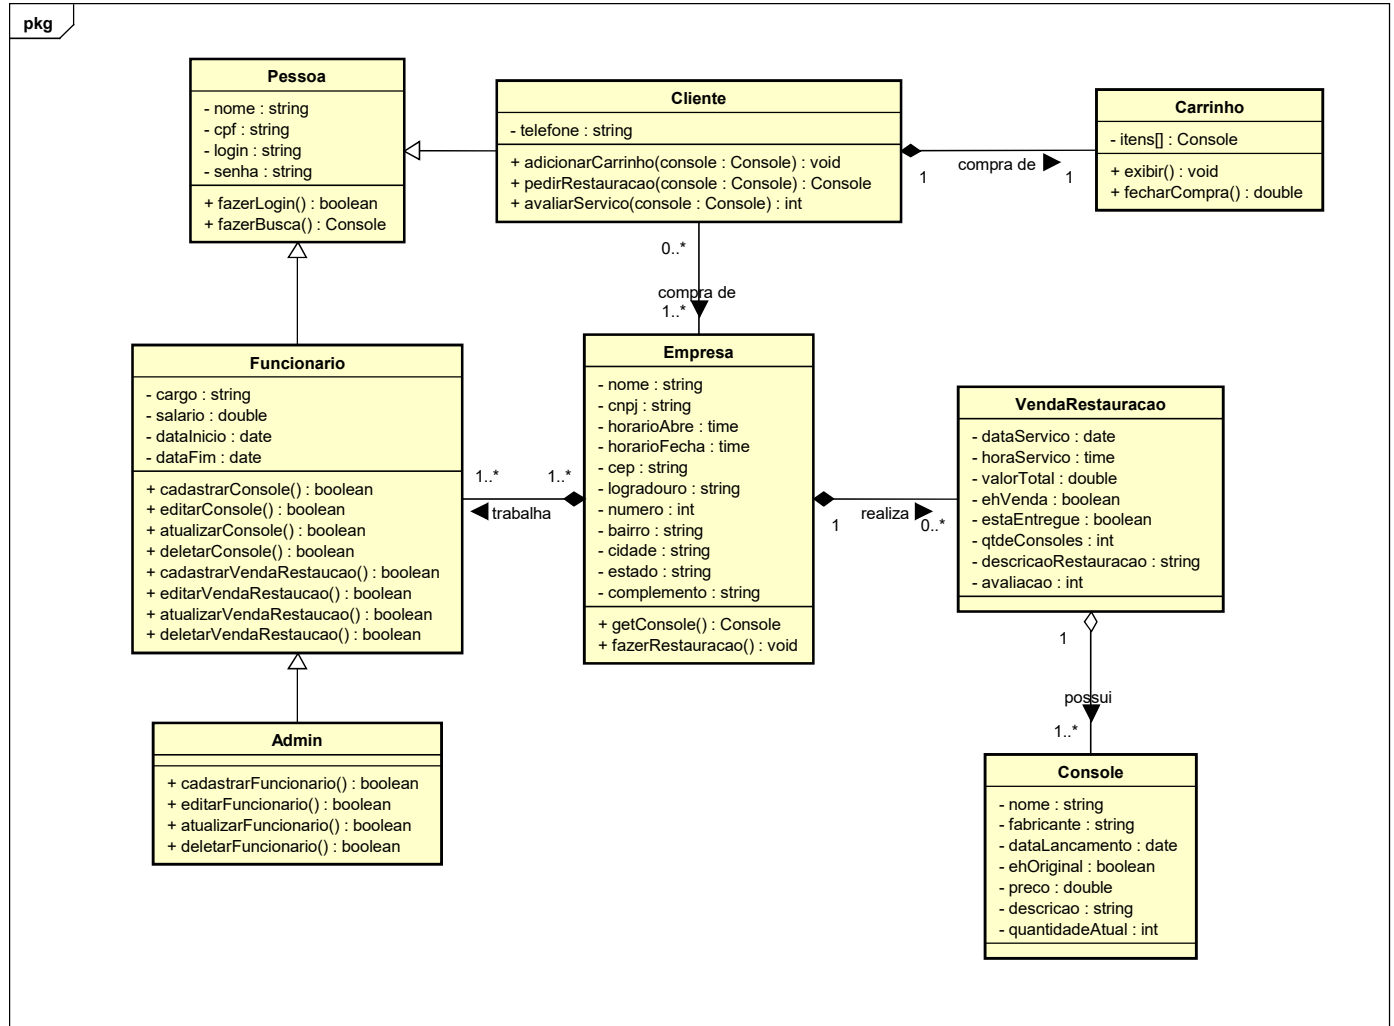 pkg
Pessoa
- nome : string
- cpf : string
- login : string
- senha : string
+ fazerLogin() : boolean
+ fazerBusca() : Console
Cliente
- telefone : string
+ adicionarCarrinho(console : Console) : void
+ pedirRestauracao(console : Console) : Console
+ avaliarServico(console : Console) : int
1
compra de
1
Carrinho
- itens[] : Console
+ exibir() : void
+ fecharCompra() : double
0..*
compra de
1..*
Funcionario
- cargo : string
- salario : double
- dataInicio : date
- dataFim : date
+ cadastrarConsole() : boolean
+ editarConsole() : boolean
+ atualizarConsole() : boolean
+ deletarConsole() : boolean
+ cadastrarVendaRestaucao() : boolean
+ editarVendaRestaucao() : boolean
+ atualizarVendaRestaucao() : boolean
+ deletarVendaRestaucao() : boolean
1..*
1..*
trabalha
Empresa
- nome : string
- cnpj : string
- horarioAbre : time
- horarioFecha : time
- cep : string
- logradouro : string
- numero : int
- bairro : string
- cidade : string
- estado : string
- complemento : string
+ getConsole() : Console
+ fazerRestauracao() : void
1
realiza
0..*
VendaRestauracao
- dataServico : date
- horaServico : time
- valorTotal : double
- ehVenda : boolean
- estaEntregue : boolean
- qtdeConsoles : int
- descricaoRestauracao : string
- avaliacao : int
1
possui
1..*
Admin
+ cadastrarFuncionario() : boolean
+ editarFuncionario() : boolean
+ atualizarFuncionario() : boolean
+ deletarFuncionario() : boolean
Console
- nome : string
- fabricante : string
- dataLancamento : date
- ehOriginal : boolean
- preco : double
- descricao : string
- quantidadeAtual : int